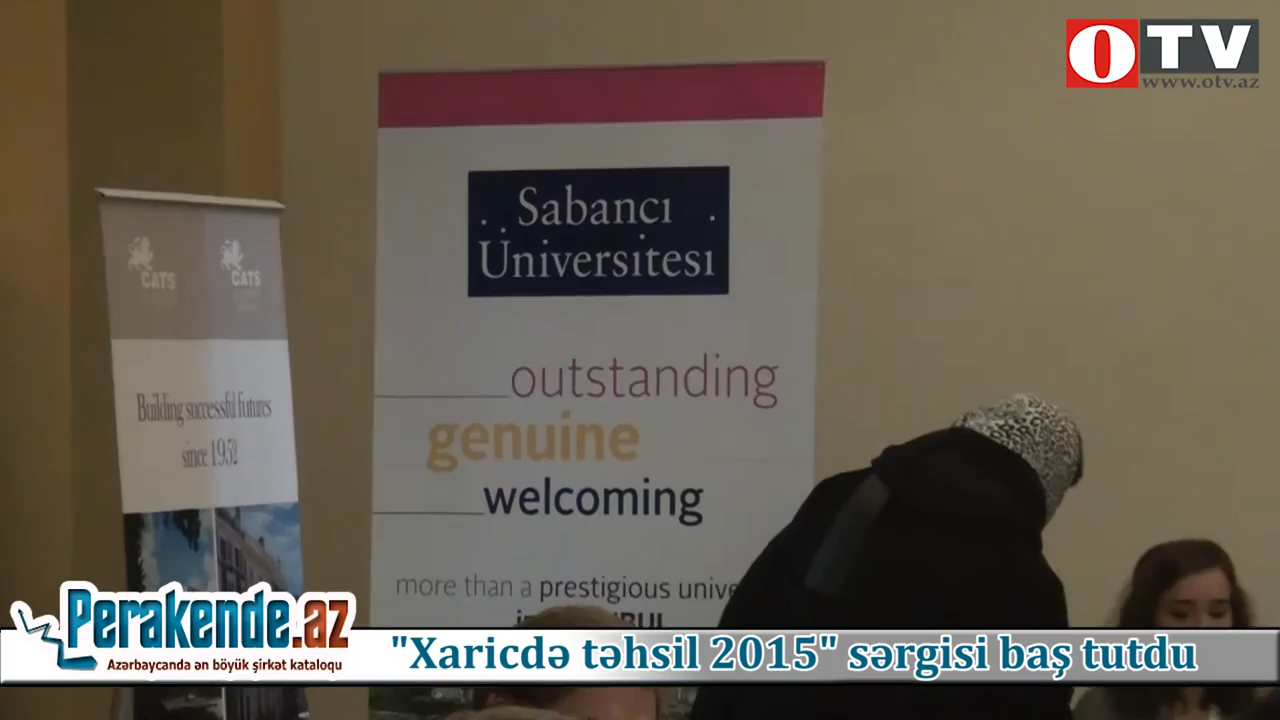 O TV
www.otv.az
Sabancı
Üniversitesi
outstanding
genuine
welcoming
more than a prestigious
CATS
CATS
Building successful futures
since 1952
Perakende.az
Azərbaycanda ən böyük şirkət kataloqu
"Xaricdə təhsil 2015" sərgisi baş tutdu